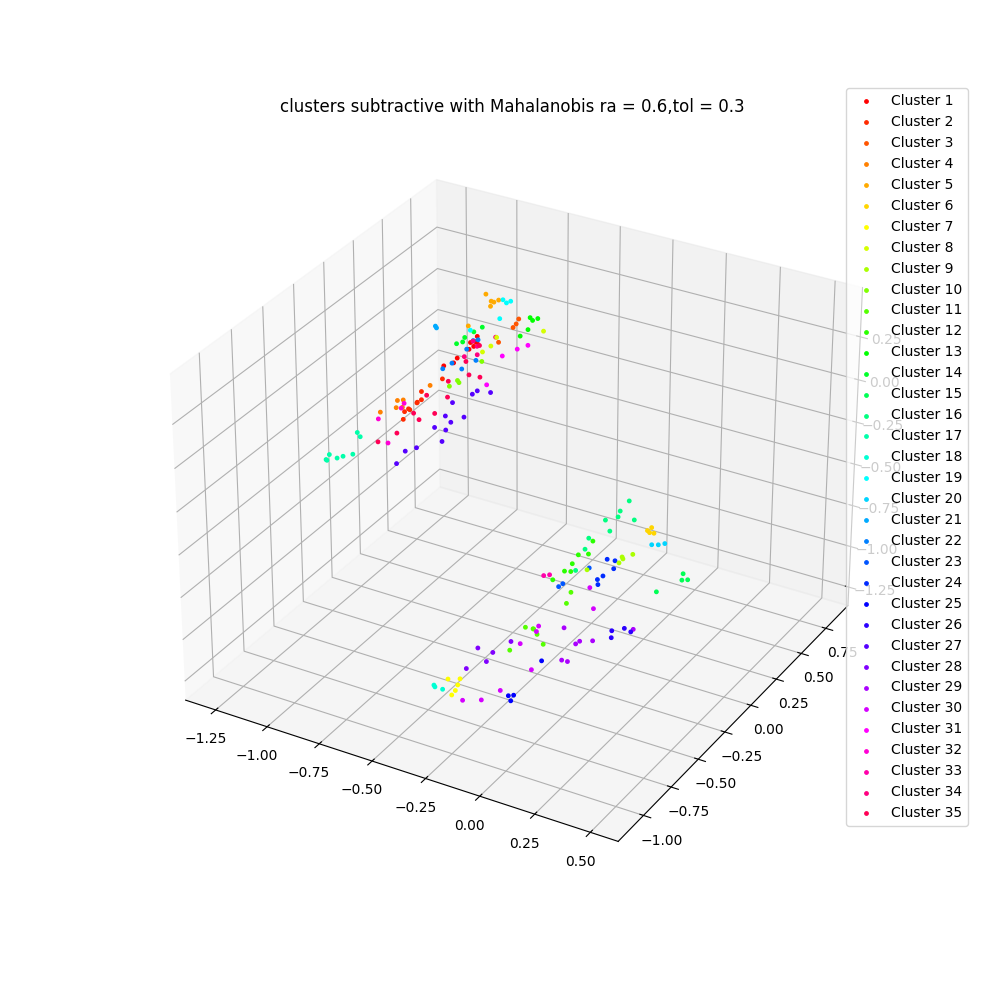 clusters subtractive with Mahalanobis ra = 0.6,tol = 0.3
Cluster 1
Cluster 2
Cluster 3
Cluster 4
Cluster 5
Cluster 6
Cluster 7
Cluster 8
Cluster 9
Cluster 10
Cluster 11
Cluster 12
Cluster 13
Cluster 14
Cluster 15
Cluster 16
Cluster 17
Cluster 18
Cluster 19
Cluster 20
Cluster 21
Cluster 22
Cluster 23
Cluster 24
Cluster 25
Cluster 26
Cluster 27
Cluster 28
Cluster 29
Cluster 30
Cluster 31
Cluster 32
Cluster 33
Cluster 34
Cluster 35
0.25
0.00
−0.25
−0.50
−0.75
−1.00
−1.25
0.75
0.50
0.25
0.00
−0.25
−0.50
−0.75
−1.00
−1.25
−1.00
−0.75
−0.50
−0.25
0.00
0.25
0.50